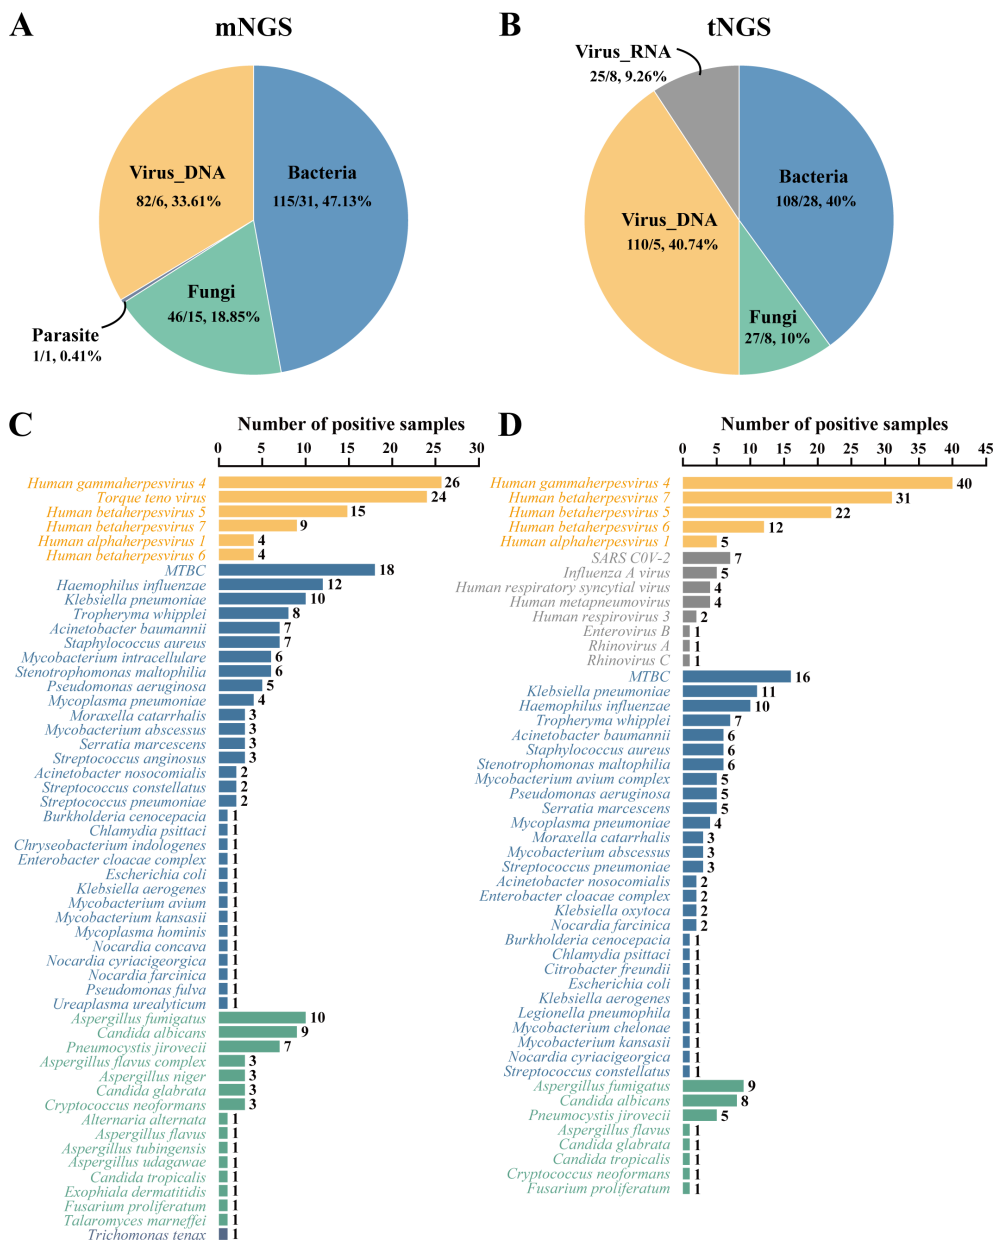 A
mNGS
Virus_DNA
82/6, 33.61%
Bacteria
115/31, 47.13%
Fungi
46/15, 18.85%
Parasite
1/1, 0.41%
B
tNGS
Virus_RNA
25/8, 9.26%
Bacteria
108/28, 40%
Virus_DNA
110/5, 40.74%
Fungi
27/8, 10%
C
Number of positive samples
0 5 10 15 20 25 30
Human gammaherpesvirus 4 26
Torque teno virus 24
Human betaherpesvirus 5 15
Human betaherpesvirus 7 9
Human alphaherpesvirus 1 4
Human betaherpesvirus 6 4
MTBC 18
Haemophilus influenzae 12
Klebsiella pneumoniae 10
Tropheryma whipplei 8
Acinetobacter baumannii 7
Staphylococcus aureus 7
Mycobacterium intracellulare 6
Stenotrophomonas maltophilia 6
Pseudomonas aeruginosa 5
Mycoplasma pneumoniae 4
Moraxella catarrhalis 3
Mycobacterium abscessus 3
Serratia marcescens 3
Streptococcus anginosus 3
Acinetobacter nosocomialis 2
Streptococcus constellatus 2
Streptococcus pneumoniae 2
Burkholderia cenocepacia 1
Chlamydia psittaci 1
Chryseobacterium indologenes 1
Enterobacter cloacae complex 1
Escherichia coli 1
Klebsiella aerogenes 1
Mycobacterium avium 1
Mycobacterium kansasii 1
Mycoplasma hominis 1
Nocardia concava 1
Nocardia cyriacigeorgica 1
Nocardia farcinica 1
Pseudomonas fulva 1
Ureaplasma urealyticum 1
Aspergillus fumigatus 10
Candida albicans 9
Pneumocystis jirovecii 7
Aspergillus flavus complex 3
Aspergillus niger 3
Candida glabrata 3
Cryptococcus neoformans 3
Alternaria alternata 1
Aspergillus flavus 1
Aspergillus tubingensis 1
Aspergillus udagawae 1
Candida tropicalis 1
Exophiala dermatitidis 1
Fusarium proliferatum 1
Talaromyces marneffei 1
Trichomonas tenax 1
D
Number of positive samples
0 5 10 15 20 25 30 35 40 45
Human gammaherpesvirus 4 40
Human betaherpesvirus 7 31
Human betaherpesvirus 5 22
Human betaherpesvirus 6 12
Human alphaherpesvirus 1 5
SARS C0V-2 7
Influenza A virus 5
Human respiratory syncytial virus 4
Human metapneumovirus 4
Human respirovirus 3 2
Enterovirus B 1
Rhinovirus A 1
Rhinovirus C 1
MTBC 16
Klebsiella pneumoniae 11
Haemophilus influenzae 10
Tropheryma whipplei 7
Acinetobacter baumannii 6
Staphylococcus aureus 6
Stenotrophomonas maltophilia 6
Mycobacterium avium complex 5
Pseudomonas aeruginosa 5
Serratia marcescens 5
Mycoplasma pneumoniae 4
Moraxella catarrhalis 3
Mycobacterium abscessus 3
Streptococcus pneumoniae 3
Acinetobacter nosocomialis 2
Enterobacter cloacae complex 2
Klebsiella oxytoca 2
Nocardia farcinica 2
Burkholderia cenocepacia 1
Chlamydia psittaci 1
Citrobacter freundii 1
Escherichia coli 1
Klebsiella aerogenes 1
Legionella pneumophila 1
Mycobacterium chelonae 1
Mycobacterium kansasii 1
Nocardia cyriacigeorgica 1
Streptococcus constellatus 1
Aspergillus fumigatus 9
Candida albicans 8
Pneumocystis jirovecii 5
Aspergillus flavus 1
Candida glabrata 1
Candida tropicalis 1
Cryptococcus neoformans 1
Fusarium proliferatum 1